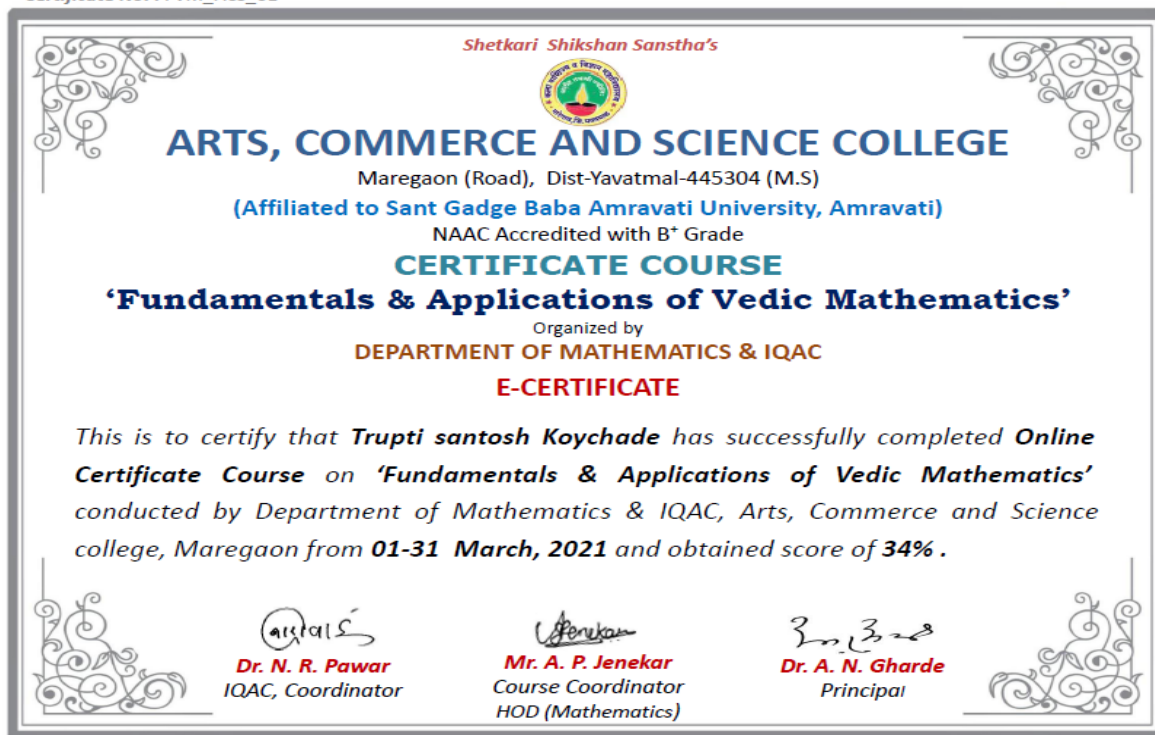 Shetkari Shikshan Sanstha's
ARTS, COMMERCE AND SCIENCE COLLEGE
Maregaon (Road), Dist-Yavatmal-445304 (M.S)
(Affiliated to Sant Gadge Baba Amravati University, Amravati)
NAAC Accredited with B⁺ Grade
CERTIFICATE COURSE
‘Fundamentals & Applications of Vedic Mathematics’
Organized by
DEPARTMENT OF MATHEMATICS & IQAC
E-CERTIFICATE
This is to certify that Trupti santosh Koychade has successfully completed Online
Certificate Course on ‘Fundamentals & Applications of Vedic Mathematics’
conducted by Department of Mathematics & IQAC, Arts, Commerce and Science
college, Maregaon from 01-31 March, 2021 and obtained score of 34% .
Dr. N. R. Pawar
IQAC, Coordinator
Mr. A. P. Jenekar
Course Coordinator
HOD (Mathematics)
Dr. A. N. Gharde
Principal